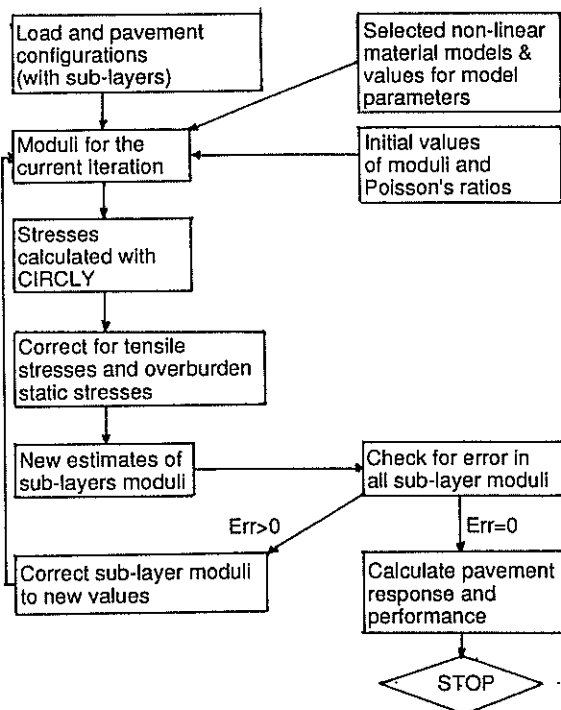 Load and pavement
configurations
(with sub-layers)
Selected non-linear
material models &
values for model
parameters
Moduli for the
current iteration
Initial values
of moduli and
Poisson's ratios
Stresses
calculated with
CIRCLY
Correct for tensile
stresses and overburden
static stresses
New estimates of
sub-layers moduli
Check for error in
all sub-layer moduli
Err>0
Err=0
Correct sub-layer moduli
to new values
Calculate pavement
response and
performance
STOP